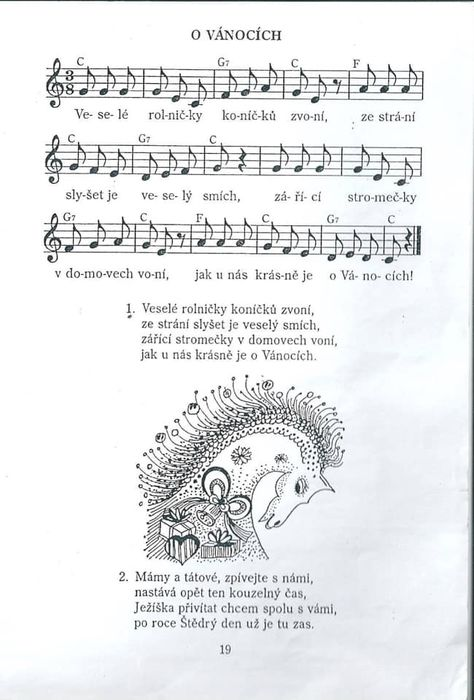 O VÁNOCÍCH
C G7 C F
3
8
Ve- se- lé rol-nič-ky ko-níč-ků zvo-ní, ze strá-ní
C G7 C
sly-šet je ve- se-lý smích, zá- ří- cí stro-meč-ky
G7 C F C G7 C
v do-mo-vech vo-ní, jak u nás krás-ně je o Vá- no-cích!
1. Veselé rolničky koníčků zvoní,
ze strání slyšet je veselý smích,
zářící stromečky v domovech voní,
jak u nás krásně je o Vánocích.
2. Mámy a tátové, zpívejte s námi,
nastává opět ten kouzelný čas,
Ježíška přivítat chcem spolu s vámi,
po roce Štědrý den už je tu zas.
19